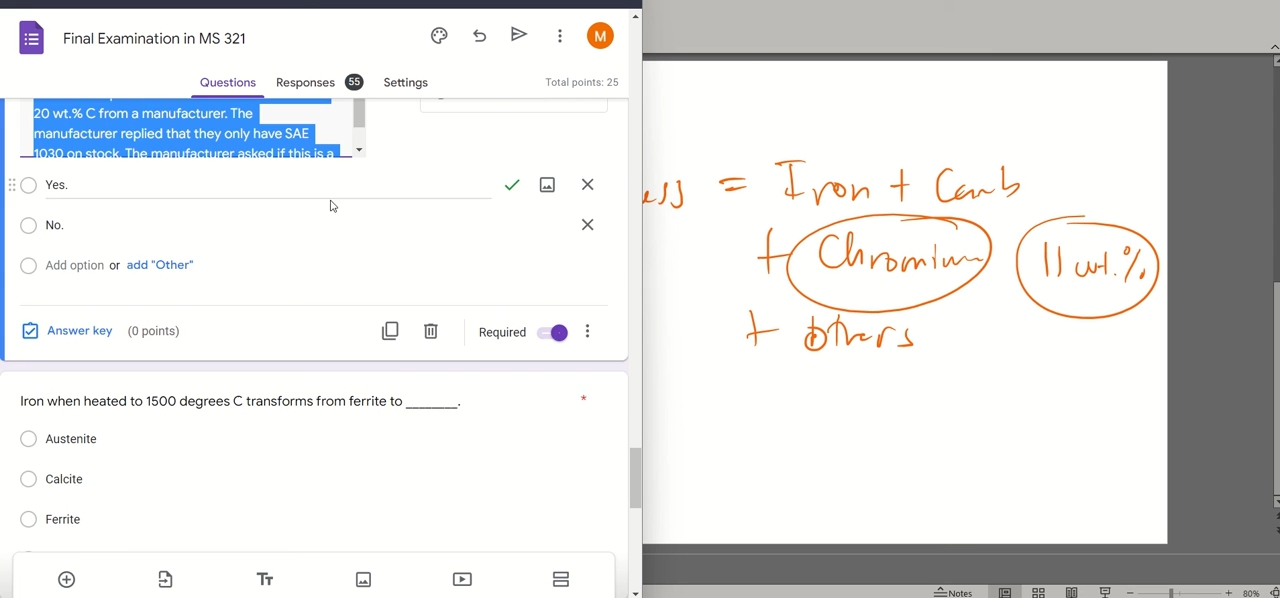 Final Examination in MS 321
M
Questions
Responses
55
Settings
Total points: 25
20 wt.% C from a manufacturer. The
manufacturer replied that they only have SAE
1030 on stock. The manufacturer asked if this is a
Yes.
No.
Add option or add "Other"
Answer key
(0 points)
Required
Iron when heated to 1500 degrees C transforms from ferrite to ________.
*
Austenite
Calcite
Ferrite
Tт
ess = Iron + Carb
+ Chromium
11 wt.%
+ others
Notes
80%